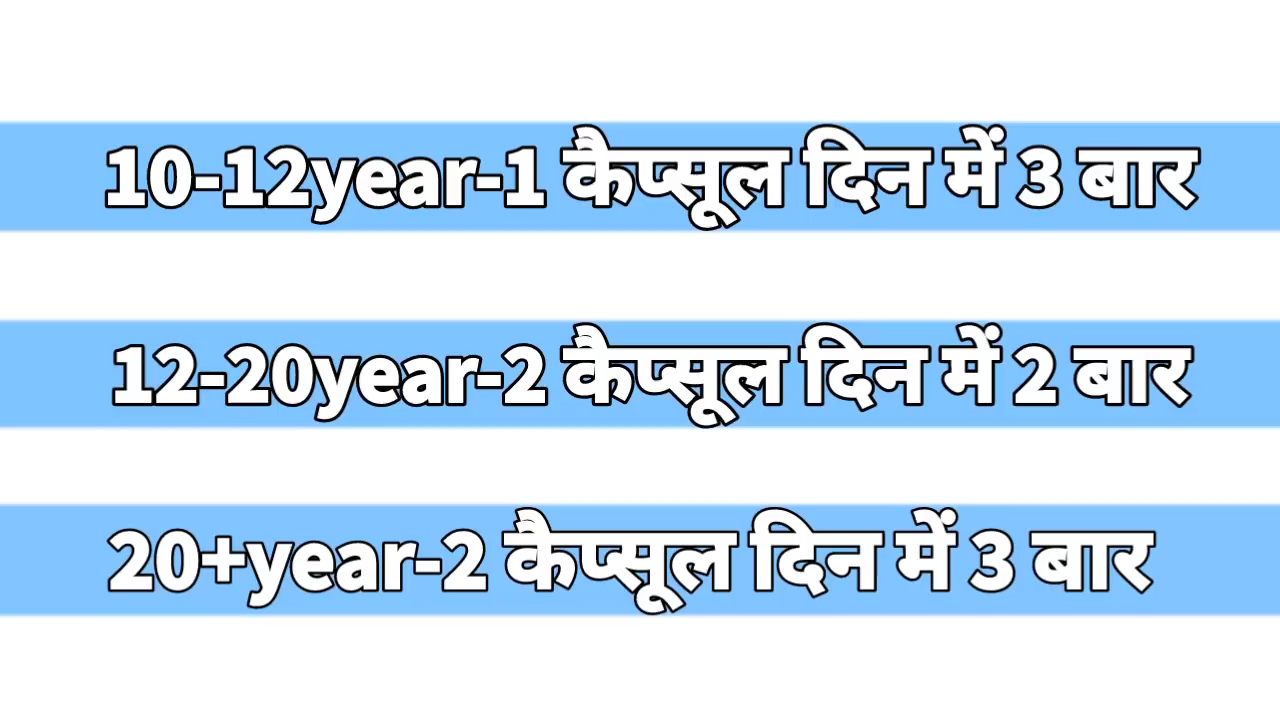 10-12year-1 कैप्सूल दिन में 3 बार
12-20year-2 कैप्सूल दिन में 2 बार
20+year-2 कैप्सूल दिन में 3 बार